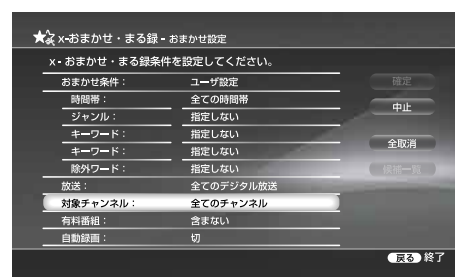 x-おまかせ・まる録 - おまかせ設定
x - おまかせ・まる録条件を設定してください。
おまかせ条件： ユーザ設定
時間帯： 全ての時間帯
ジャンル： 指定しない
キーワード： 指定しない
キーワード： 指定しない
除外ワード： 指定しない
放送： 全てのデジタル放送
対象チャンネル： 全てのチャンネル
有料番組： 含まない
自動録画： 切
確定
中止
全取消
候補一覧
戻る 終了